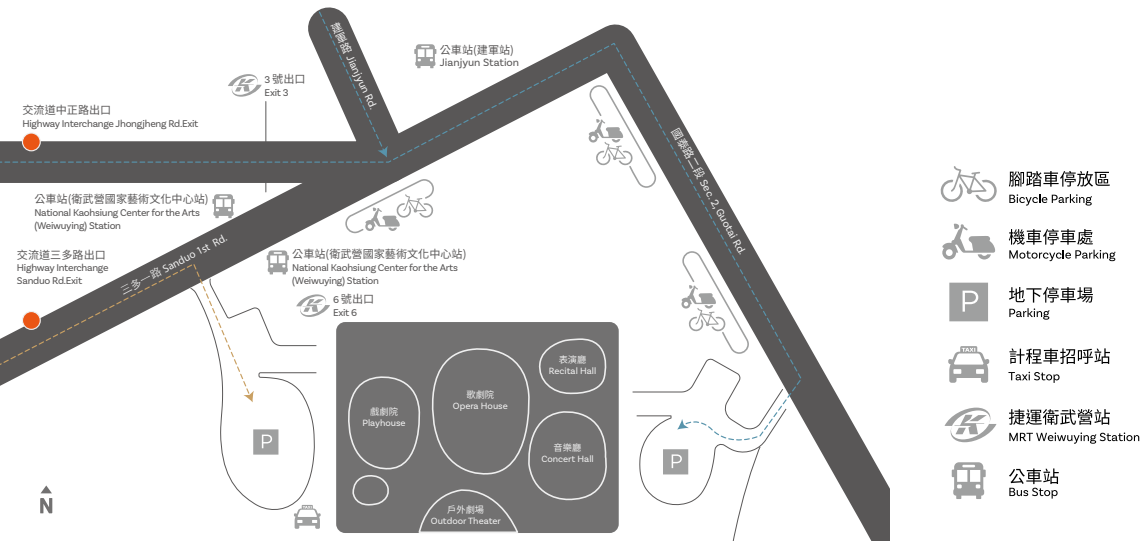 建軍路 Jianjyun Rd.
公車站(建軍站)
Jianjyun Station
3 號出口
Exit 3
交流道中正路出口
Highway Interchange Jhongjheng Rd.Exit
國泰路二段 Sec. 2, Guotai Rd.
公車站(衛武營國家藝術文化中心站)
National Kaohsiung Center for the Arts
(Weiwuying) Station
三多一路 Sanduo 1st Rd.
交流道三多路出口
Highway Interchange
Sanduo Rd.Exit
公車站(衛武營國家藝術文化中心站)
National Kaohsiung Center for the Arts
(Weiwuying) Station
6 號出口
Exit 6
表演廳
Recital Hall
歌劇院
Opera House
戲劇院
Playhouse
音樂廳
Concert Hall
戶外劇場
Outdoor Theater
P
P
TAXI
N
腳踏車停放區
Bicycle Parking
機車停車處
Motorcycle Parking
P
地下停車場
Parking
TAXI
計程車招呼站
Taxi Stop
捷運衛武營站
MRT Weiwuying Station
公車站
Bus Stop